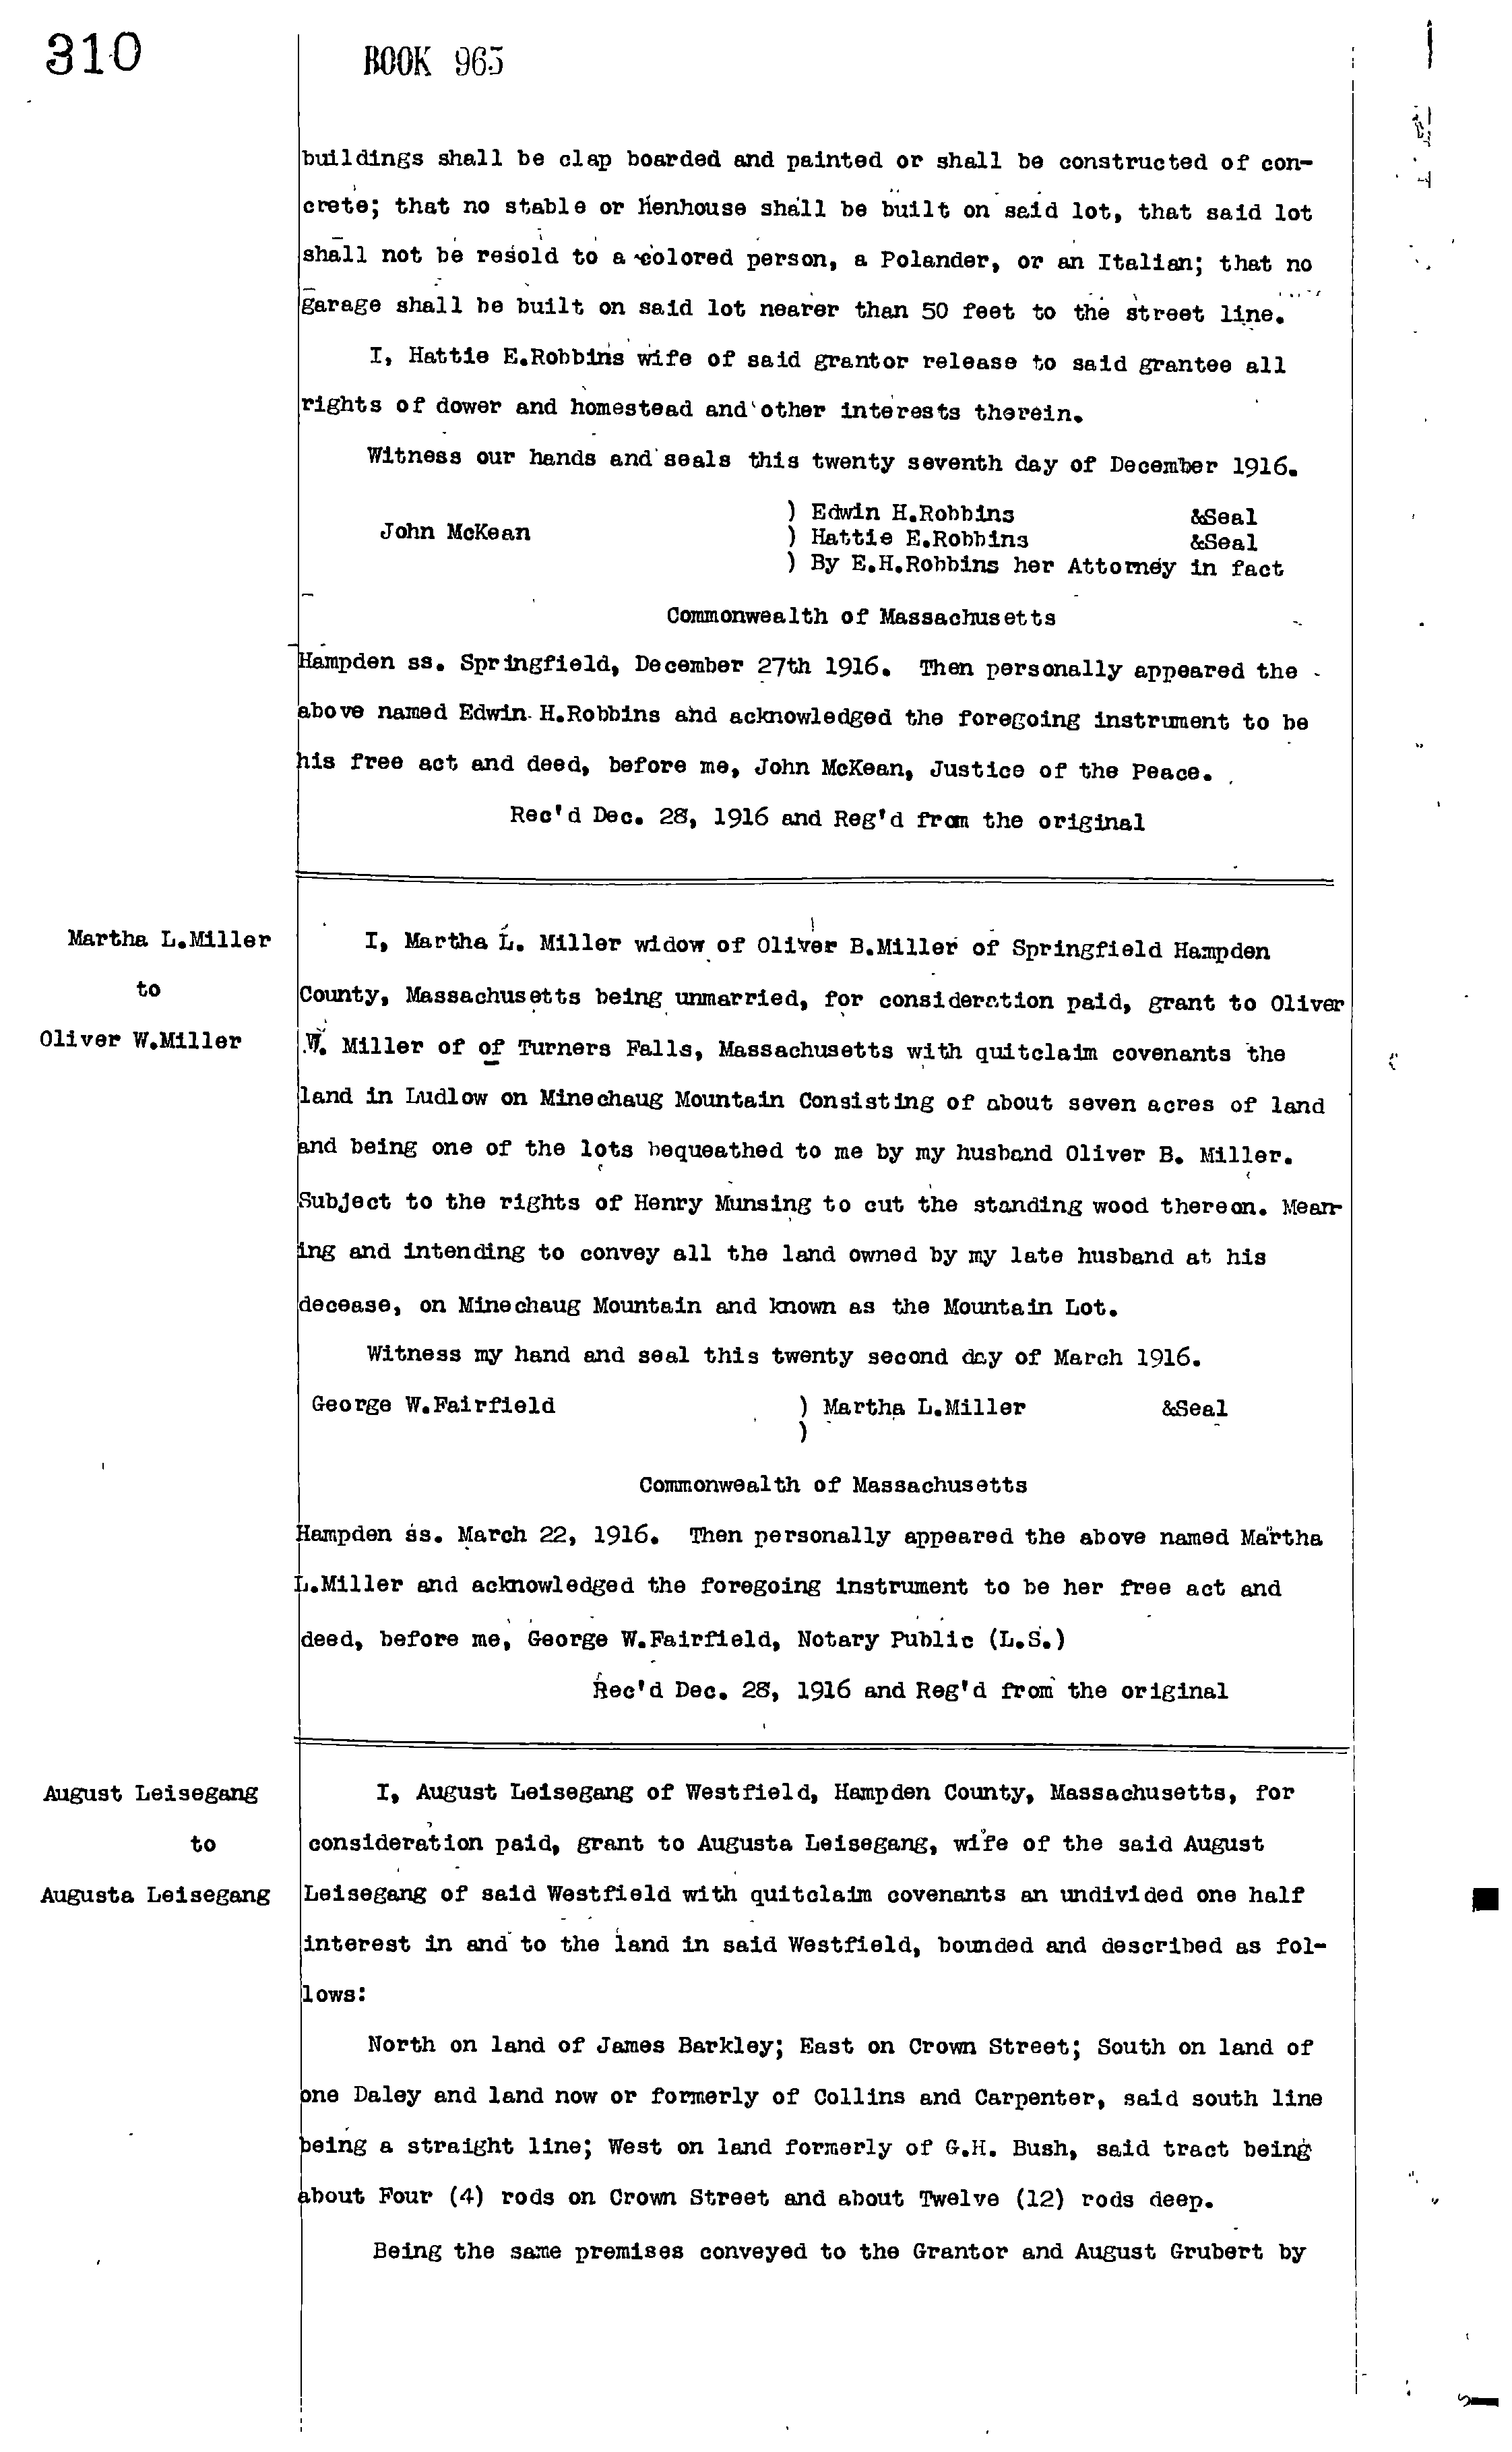 310
BOOK 965
buildings shall be clap boarded and painted or shall be constructed of con-
crete; that no stable or henhouse shall be built on said lot, that said lot
shall not be resold to a colored person, a Polander, or an Italian; that no
garage shall be built on said lot nearer than 50 feet to the street line.
I, Hattie E.Robbins wife of said grantor release to said grantee all
rights of dower and homestead and other interests therein.
Witness our hands and seals this twenty seventh day of December 1916.
) Edwin H.Robbins &Seal
John McKean ) Hattie E.Robbins &Seal
) By E.H.Robbins her Attorney in fact
Commonwealth of Massachusetts
Hampden ss. Springfield, December 27th 1916. Then personally appeared the
above named Edwin H.Robbins and acknowledged the foregoing instrument to be
his free act and deed, before me, John McKean, Justice of the Peace.
Rec'd Dec. 28, 1916 and Reg'd from the original
Martha L.Miller
to
Oliver W.Miller
I, Martha L. Miller widow of Oliver B.Miller of Springfield Hampden
County, Massachusetts being unmarried, for consideration paid, grant to Oliver
W. Miller of of Turners Falls, Massachusetts with quitclaim covenants the
land in Ludlow on Minechaug Mountain Consisting of about seven acres of land
and being one of the lots bequeathed to me by my husband Oliver B. Miller.
Subject to the rights of Henry Munsing to cut the standing wood thereon. Mean-
ing and intending to convey all the land owned by my late husband at his
decease, on Minechaug Mountain and known as the Mountain Lot.
Witness my hand and seal this twenty second day of March 1916.
George W.Fairfield ) Martha L.Miller &Seal
)
Commonwealth of Massachusetts
Hampden ss. March 22, 1916. Then personally appeared the above named Martha
L.Miller and acknowledged the foregoing instrument to be her free act and
deed, before me, George W.Fairfield, Notary Public (L.S.)
Rec'd Dec. 28, 1916 and Reg'd from the original
August Leisegang
to
Augusta Leisegang
I, August Leisegang of Westfield, Hampden County, Massachusetts, for
consideration paid, grant to Augusta Leisegang, wife of the said August
Leisegang of said Westfield with quitclaim covenants an undivided one half
interest in and to the land in said Westfield, bounded and described as fol-
lows:
North on land of James Barkley; East on Crown Street; South on land of
one Daley and land now or formerly of Collins and Carpenter, said south line
being a straight line; West on land formerly of G.H. Bush, said tract being
about Four (4) rods on Crown Street and about Twelve (12) rods deep.
Being the same premises conveyed to the Grantor and August Grubert by